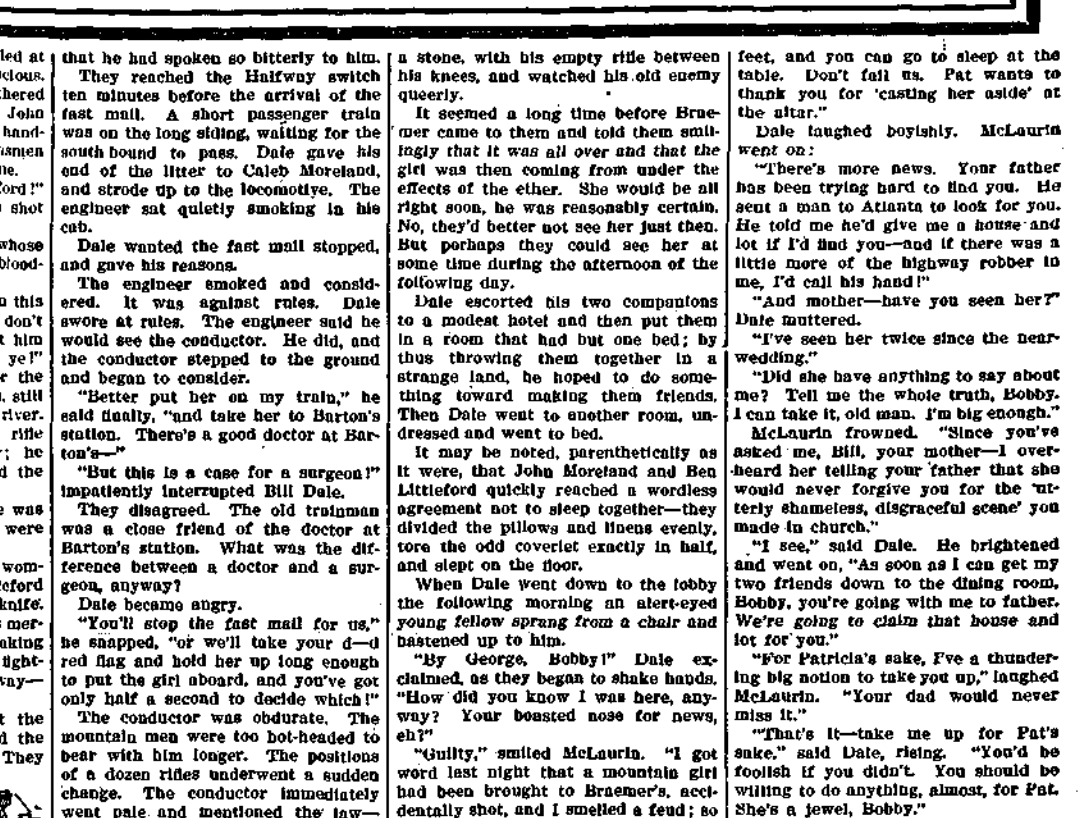 led at
cious.
hered
John
hand-
smen
ne.
ord!"
shot
whose
blood-
n this
don't
t him
ye!"
r the
, still
river.
rifle
; he
d the
e was
were
wom-
eford
knife.
mer-
aking
fight-
way—
t the
d the
They
that he had spoken so bitterly to him.
They reached the Halfway switch
ten minutes before the arrival of the
fast mail. A short passenger train
was on the long siding, waiting for the
southbound to pass. Dale gave his
end of the litter to Caleb Moreland,
and strode up to the locomotive. The
engineer sat quietly smoking in his
cab.
Dale wanted the fast mail stopped,
and gave his reasons.
The engineer smoked and consid-
ered. It was against rules. Dale
swore at rules. The engineer said he
would see the conductor. He did, and
the conductor stepped to the ground
and began to consider.
"Better put her on my train," he
said finally, "and take her to Barton's
station. There's a good doctor at Bar-
ton's—"
"But this is a case for a surgeon!"
impatiently interrupted Bill Dale.
They disagreed. The old trainman
was a close friend of the doctor at
Barton's station. What was the dif-
ference between a doctor and a sur-
geon, anyway?
Dale became angry.
"You'll stop the fast mail for us,"
he snapped, "or we'll take your d—d
red flag and hold her up long enough
to put the girl aboard, and you've got
only half a second to decide which!"
The conductor was obdurate. The
mountain men were too hot-headed to
bear with him longer. The positions
of a dozen rifles underwent a sudden
change. The conductor immediately
went pale and mentioned the law—
a stone, with his empty rifle between
his knees, and watched his old enemy
queerly.
It seemed a long time before Brae-
mer came to them and told them smil-
ingly that it was all over and that the
girl was then coming from under the
effects of the ether. She would be all
right soon, he was reasonably certain.
No, they'd better not see her just then.
But perhaps they could see her at
some time during the afternoon of the
following day.
Dale escorted his two companions
to a modest hotel and then put them
in a room that had but one bed; by
thus throwing them together in a
strange land, he hoped to do some-
thing toward making them friends.
Then Dale went to another room, un-
dressed and went to bed.
It may be noted, parenthetically as
it were, that John Moreland and Ben
Littleford quickly reached a wordless
agreement not to sleep together—they
divided the pillows and linens evenly,
tore the odd coverlet exactly in half,
and slept on the floor.
When Dale went down to the lobby
the following morning an alert-eyed
young fellow sprang from a chair and
hastened up to him.
"By George, Bobby!" Dale ex-
claimed, as they began to shake hands.
"How did you know I was here, any-
way? Your boasted nose for news,
eh?"
"Guilty," smiled McLaurin. "I got
word last night that a mountain girl
had been brought to Braemer's, acci-
dentally shot, and I smelled a feud; so
feet, and you can go to sleep at the
table. Don't fail us. Pat wants to
thank you for 'casting her aside' at
the altar."
Dale laughed boyishly. McLaurin
went on:
"There's more news. Your father
has been trying hard to find you. He
sent a man to Atlanta to look for you.
He told me he'd give me a house and
lot if I'd find you—and if there was a
little more of the highway robber in
me, I'd call his hand!"
"And mother—have you seen her?"
Dale muttered.
"I've seen her twice since the near-
wedding."
"Did she have anything to say about
me? Tell me the whole truth, Bobby.
I can take it, old man. I'm big enough."
McLaurin frowned. "Since you've
asked me, Bill, your mother—I over-
heard her telling your father that she
would never forgive you for the 'ut-
terly shameless, disgraceful scene' you
made in church."
"I see," said Dale. He brightened
and went on, "As soon as I can get my
two friends down to the dining room,
Bobby, you're going with me to father.
We're going to claim that house and
lot for you."
"For Patricia's sake, I've a thunder-
ing big notion to take you up," laughed
McLaurin. "Your dad would never
miss it."
"That's it—take me up for Pat's
sake," said Dale, rising. "You'd be
foolish if you didn't. You should be
willing to do anything, almost, for Pat.
She's a jewel, Bobby."